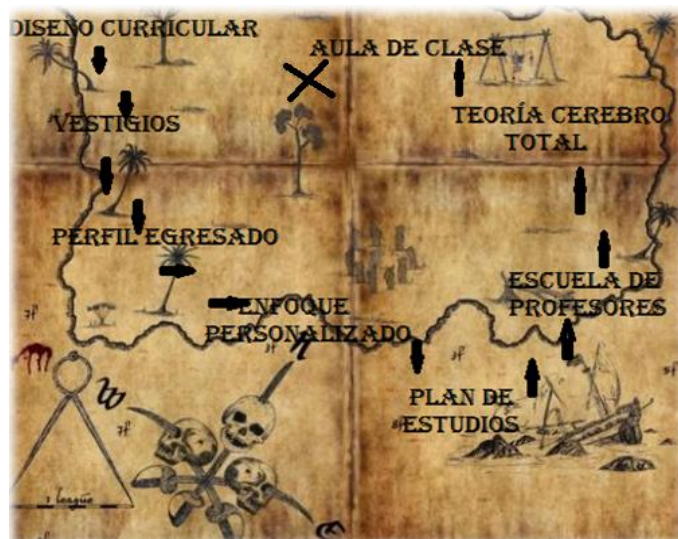 DISEÑO CURRICULAR
AULA DE CLASE
VESTIGIOS
TEORÍA CEREBRO
TOTAL
PERFIL EGRESADO
ENFOQUE
PERSONALIZADO
ESCUELA DE
PROFESORES
PLAN DE
ESTUDIOS